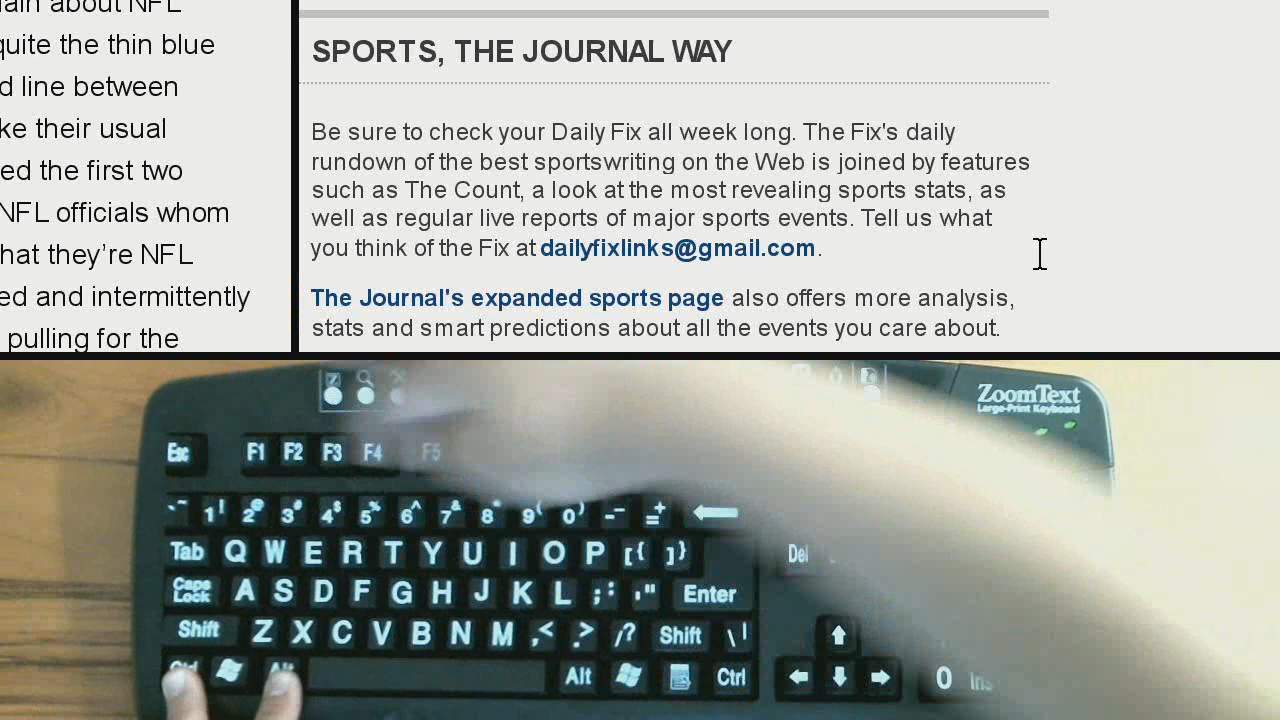 ain about NFL
quite the thin blue
d line between
ke their usual
ed the first two
NFL officials whom
hat they're NFL
ed and intermittently
pulling for the
SPORTS, THE JOURNAL WAY
Be sure to check your Daily Fix all week long. The Fix's daily
rundown of the best sportswriting on the Web is joined by features
such as The Count, a look at the most revealing sports stats, as
well as regular live reports of major sports events. Tell us what
you think of the Fix at dailyfixlinks@gmail.com.
The Journal's expanded sports page also offers more analysis,
stats and smart predictions about all the events you care about.
ZoomText
Large-Print Keyboard
Esc F1 F2 F3 F4 F5
`~ 1! 2@ 3# 4$ 5% 6^ 7& 8* 9( 0) -_ =+
Tab Q W E R T Y U I O P [{ ]} Del
Caps Lock A S D F G H J K L ;: '" Enter
Shift Z X C V B N M ,< .> /? Shift \|
Ctrl Alt Alt Ctrl 0 Ins